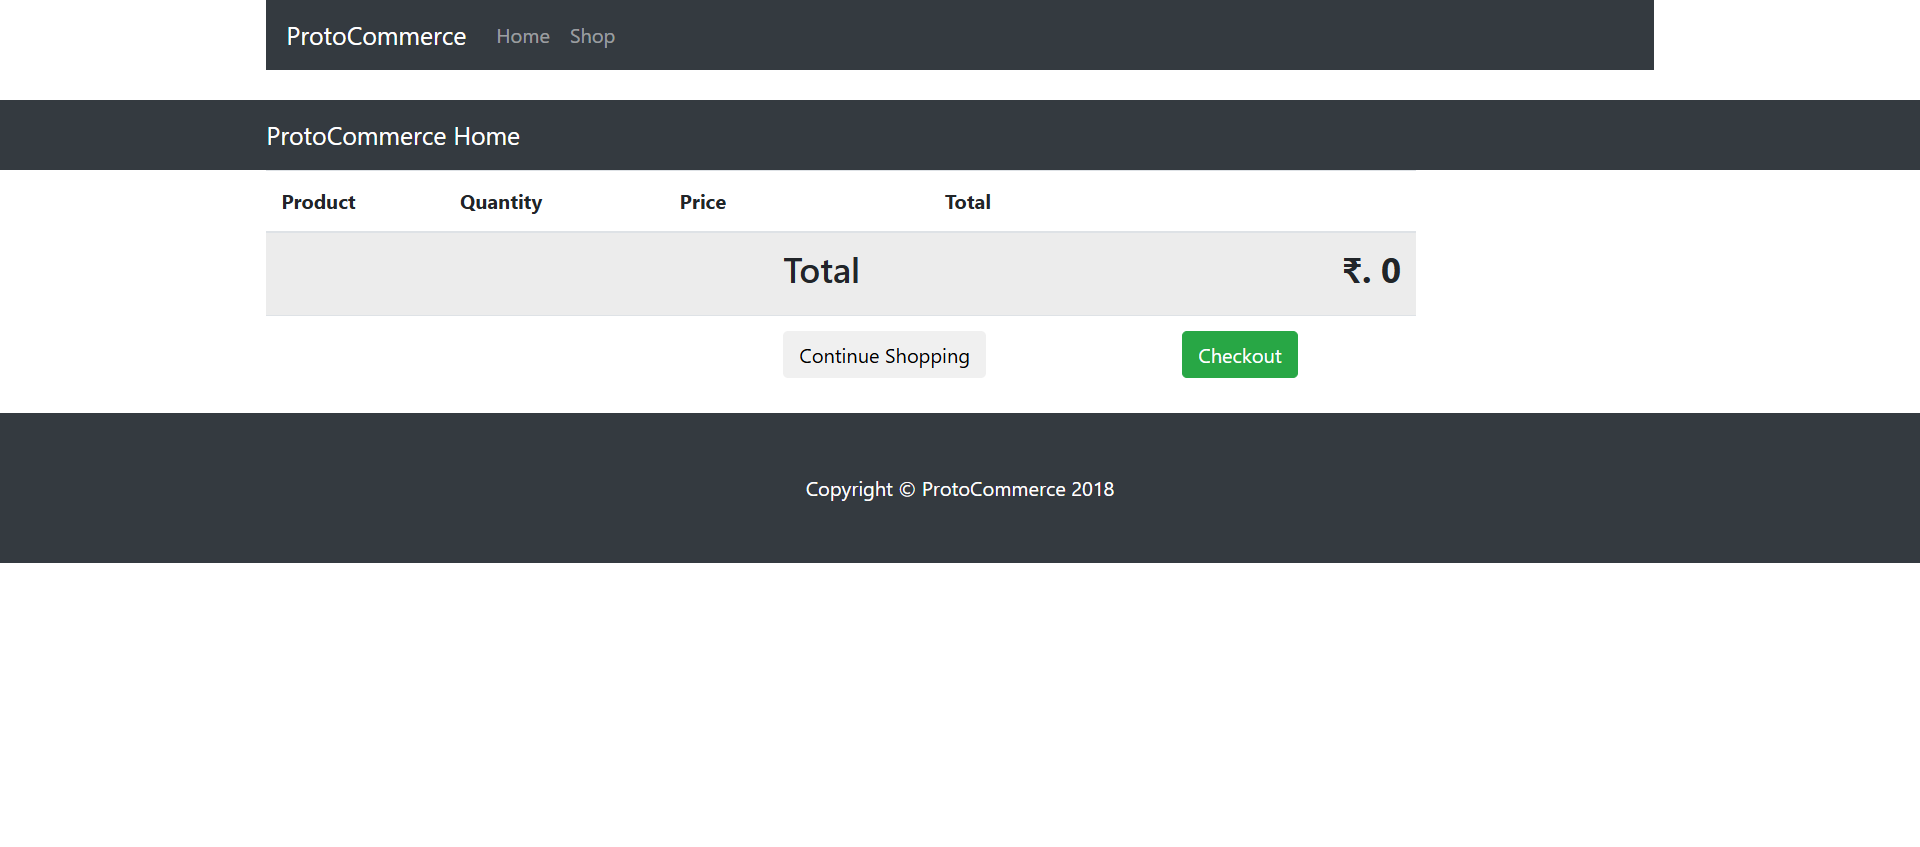 ProtoCommerce Home Shop
ProtoCommerce Home
Product Quantity Price Total
Total ₹. 0
Continue Shopping Checkout
Copyright © ProtoCommerce 2018